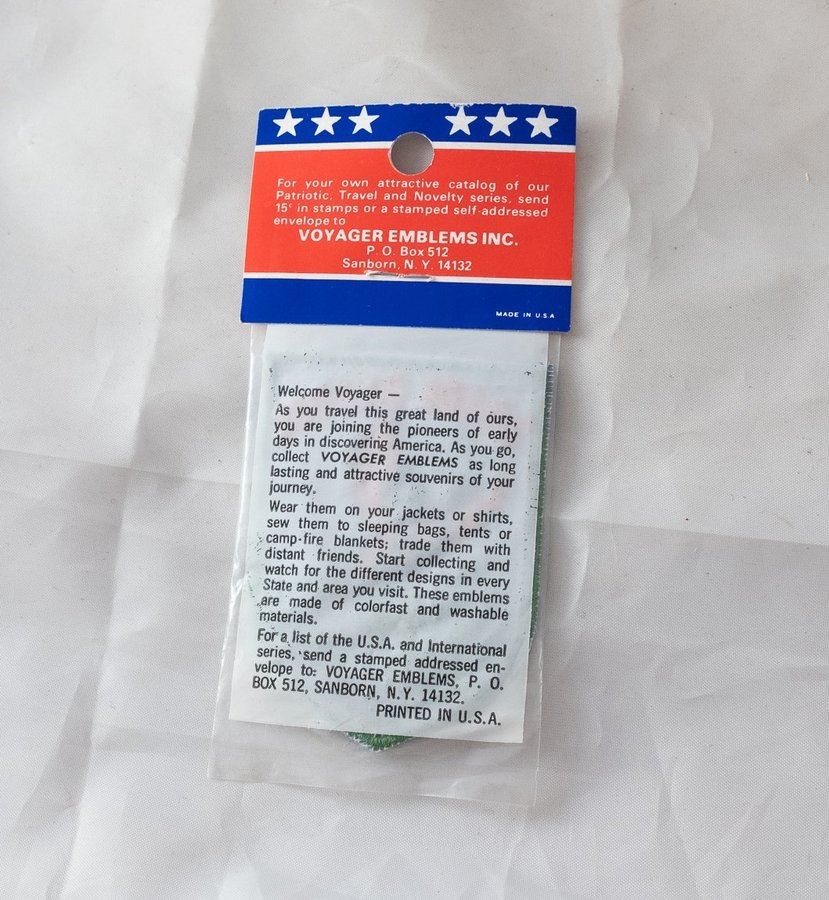 For your own attractive catalog of our
Patriotic, Travel and Novelty series, send
15¢ in stamps or a stamped self-addressed
envelope to
VOYAGER EMBLEMS INC.
P. O. Box 512
Sanborn, N. Y. 14132
MADE IN U.S.A.
Welcome Voyager —
As you travel this great land of ours,
you are joining the pioneers of early
days in discovering America. As you go,
collect VOYAGER EMBLEMS as long
lasting and attractive souvenirs of your
journey.
Wear them on your jackets or shirts,
sew them to sleeping bags, tents or
camp-fire blankets; trade them with
distant friends. Start collecting and
watch for the different designs in every
State and area you visit. These emblems
are made of colorfast and washable
materials.
For a list of the U.S.A. and International
series, send a stamped addressed en-
velope to: VOYAGER EMBLEMS, P. O.
BOX 512, SANBORN, N.Y. 14132.
PRINTED IN U.S.A.